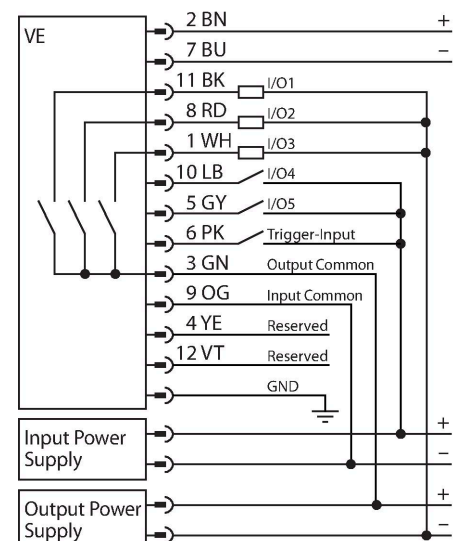 VE
2 BN +
7 BU −
11 BK I/O1
8 RD I/O2
1 WH I/O3
10 LB I/O4
5 GY I/O5
6 PK Trigger-Input
3 GN Output Common
9 OG Input Common
4 YE Reserved
12 VT Reserved
GND
Input Power +
Supply −
Output Power +
Supply −